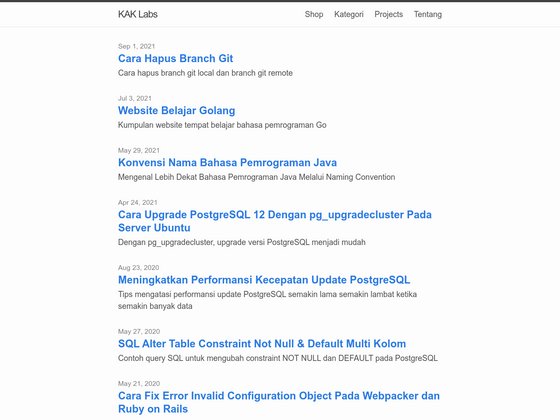 KAK Labs
Shop Kategori Projects Tentang
Sep 1, 2021
Cara Hapus Branch Git
Cara hapus branch git local dan branch git remote
Jul 3, 2021
Website Belajar Golang
Kumpulan website tempat belajar bahasa pemrograman Go
May 29, 2021
Konvensi Nama Bahasa Pemrograman Java
Mengenal Lebih Dekat Bahasa Pemrograman Java Melalui Naming Convention
Apr 24, 2021
Cara Upgrade PostgreSQL 12 Dengan pg_upgradecluster Pada
Server Ubuntu
Dengan pg_upgradecluster, upgrade versi PostgreSQL menjadi mudah
Aug 23, 2020
Meningkatkan Performansi Kecepatan Update PostgreSQL
Tips mengatasi performansi update PostgreSQL semakin lama semakin lambat ketika
semakin banyak data
May 27, 2020
SQL Alter Table Constraint Not Null & Default Multi Kolom
Contoh query SQL untuk mengubah constraint NOT NULL dan DEFAULT pada PostgreSQL
May 21, 2020
Cara Fix Error Invalid Configuration Object Pada Webpacker dan
Ruby on Rails